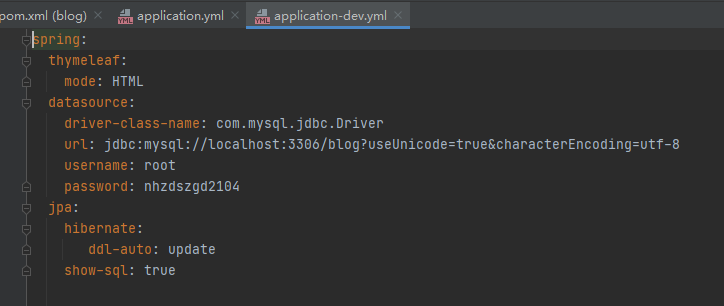 pom.xml (blog) application.yml application-dev.yml
spring:
thymeleaf:
mode: HTML
datasource:
driver-class-name: com.mysql.jdbc.Driver
url: jdbc:mysql://localhost:3306/blog?useUnicode=true&characterEncoding=utf-8
username: root
password: nhzdszgd2104
jpa:
hibernate:
ddl-auto: update
show-sql: true